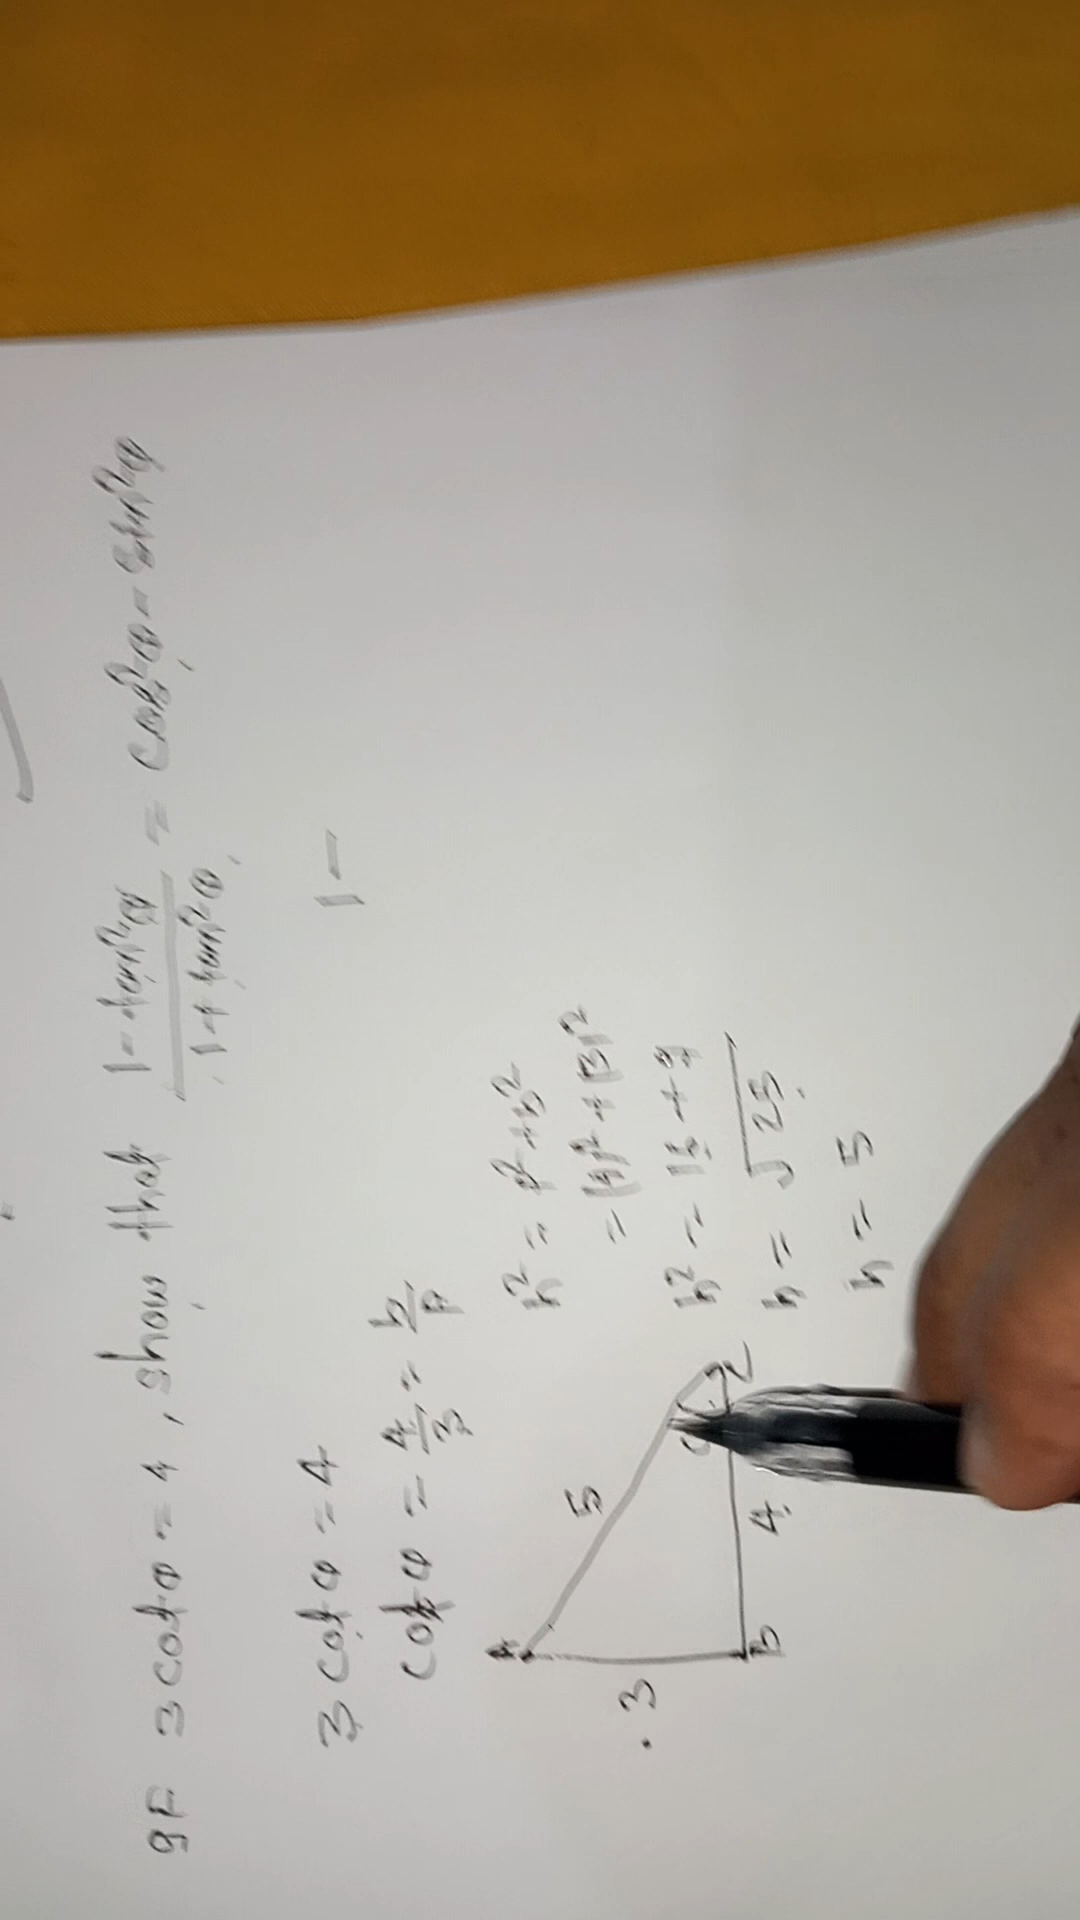 gF 3 cot θ = 4, show that 1 - tan²θ / 1 + tan²θ = cos²θ - sin²θ
3 cot θ = 4
1 -
cot θ = 4/3 = b/p
A
3
5
B
4
C
h² = p² + b²
= (4)² + (3)²
h² = 16 + 9
h = √25
h = 5